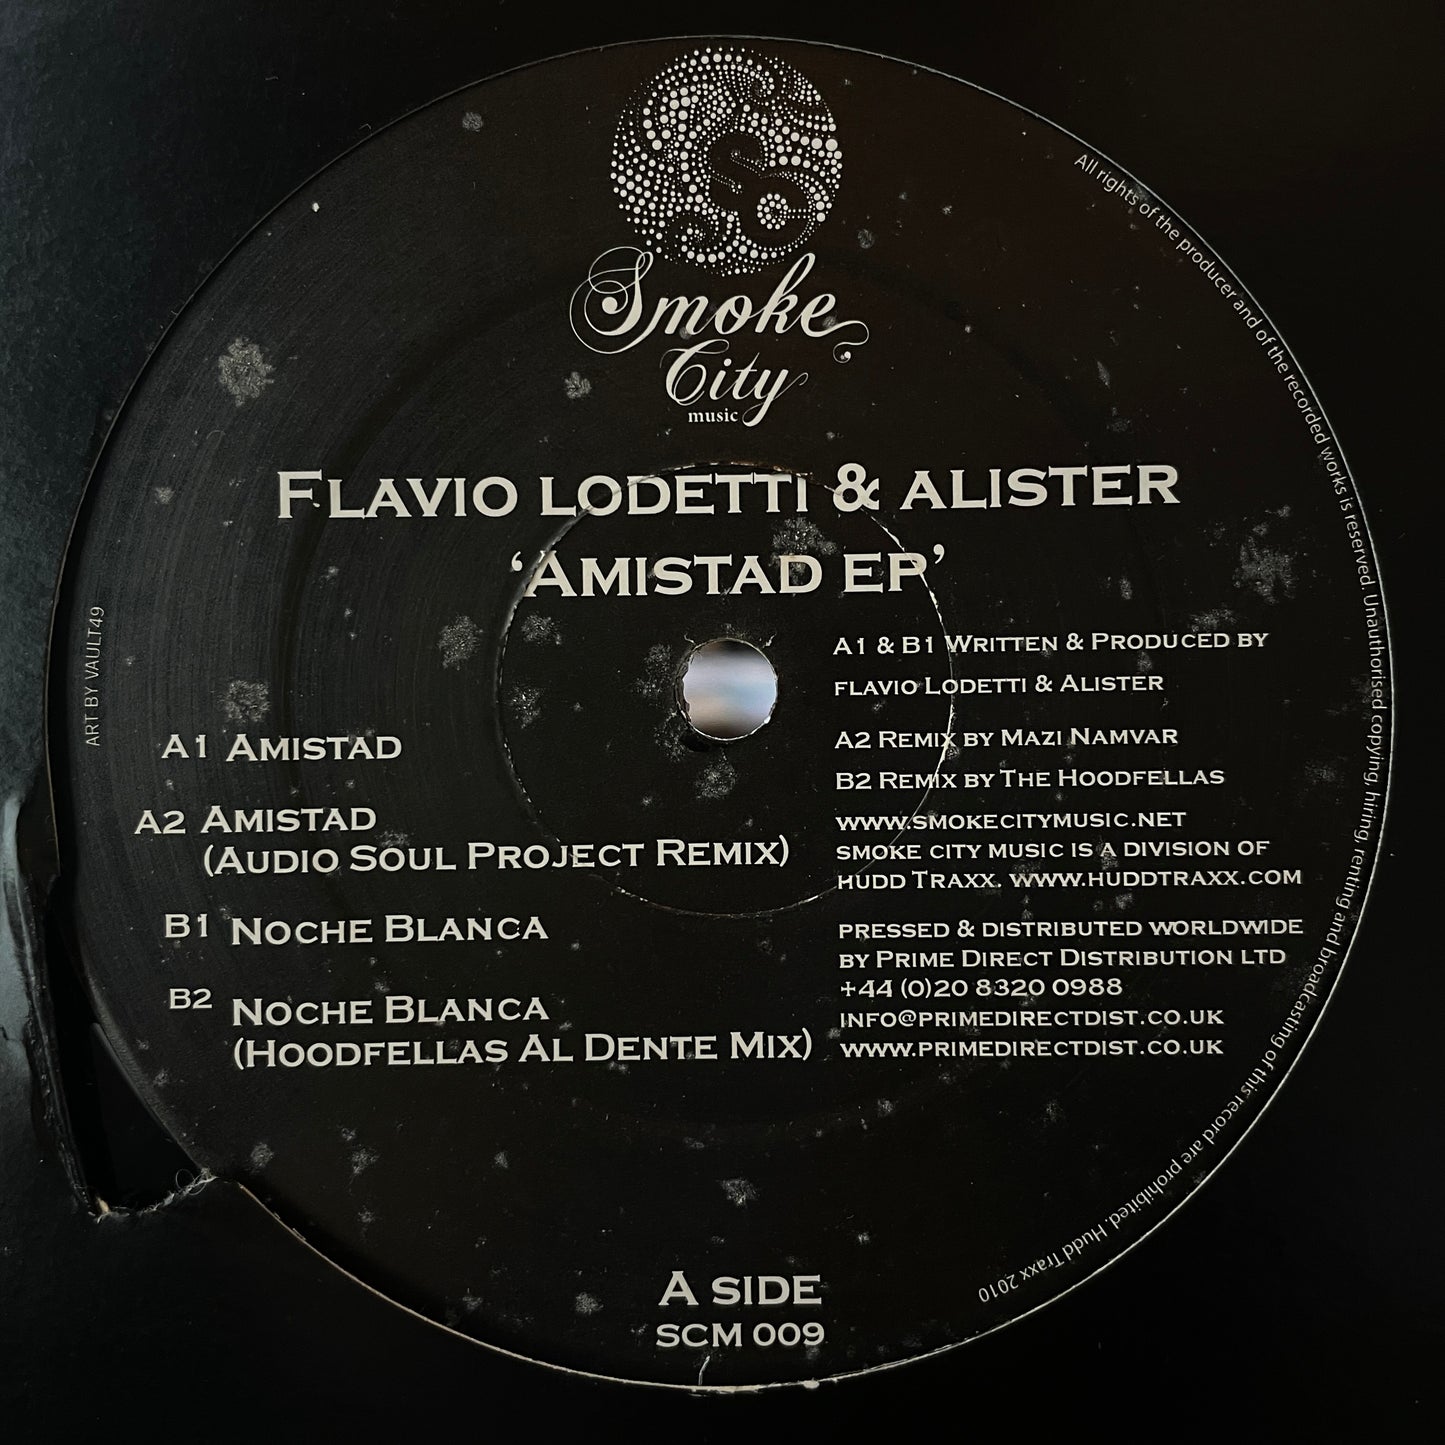 Smoke
City
music
FLAVIO LODETTI & ALISTER
'AMISTAD EP'
A1 & B1 WRITTEN & PRODUCED BY
FLAVIO LODETTI & ALISTER
A2 REMIX BY MAZI NAMVAR
B2 REMIX BY THE HOODFELLAS
WWW.SMOKECITYMUSIC.NET
SMOKE CITY MUSIC IS A DIVISION OF
HUDD TRAXX. WWW.HUDDTRAXX.COM
PRESSED & DISTRIBUTED WORLDWIDE
BY PRIME DIRECT DISTRIBUTION LTD
+44 (0)20 8320 0988
INFO@PRIMEDIRECTDIST.CO.UK
WWW.PRIMEDIRECTDIST.CO.UK
A1 AMISTAD
A2 AMISTAD
(AUDIO SOUL PROJECT REMIX)
B1 NOCHE BLANCA
B2 NOCHE BLANCA
(HOODFELLAS AL DENTE MIX)
A SIDE
SCM 009
ART BY VAULT49
All rights of the producer and of the recorded works is reserved. Unauthorised copying, hiring, renting and broadcasting of this record are prohibited. Hudd Traxx 2010